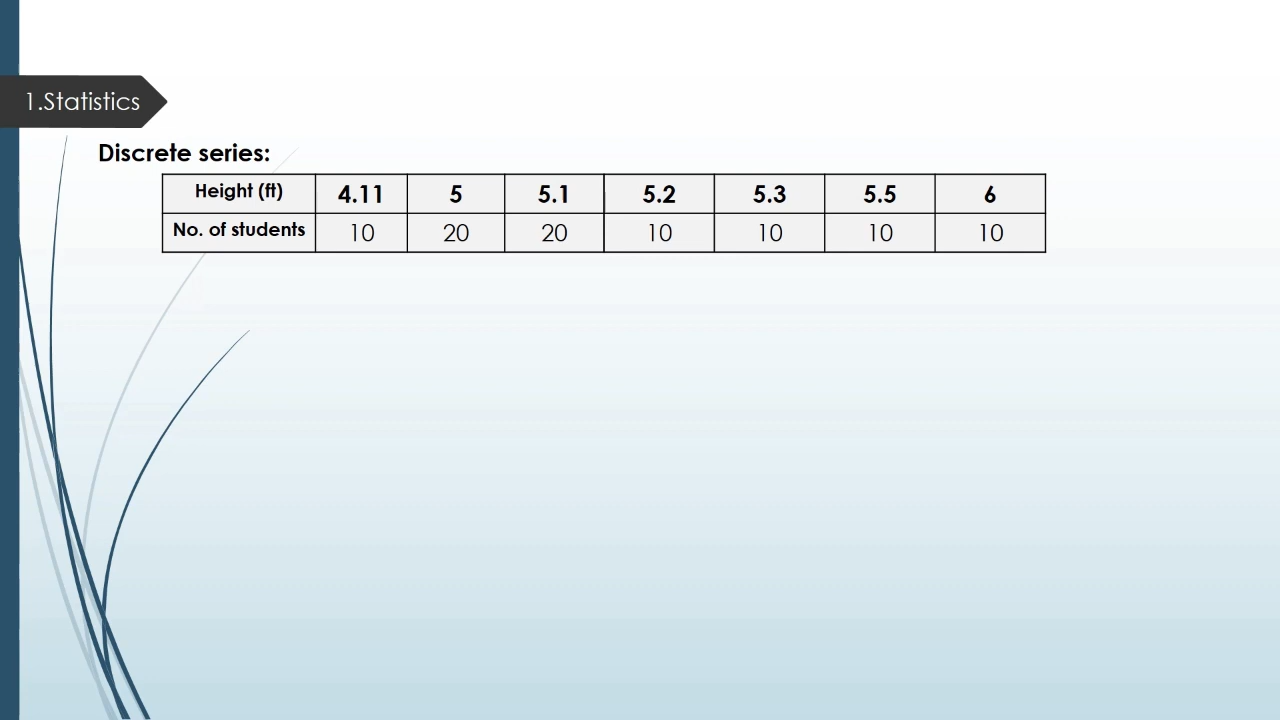 1.Statistics
Discrete series:
Height (ft) 4.11 5 5.1 5.2 5.3 5.5 6
No. of students 10 20 20 10 10 10 10